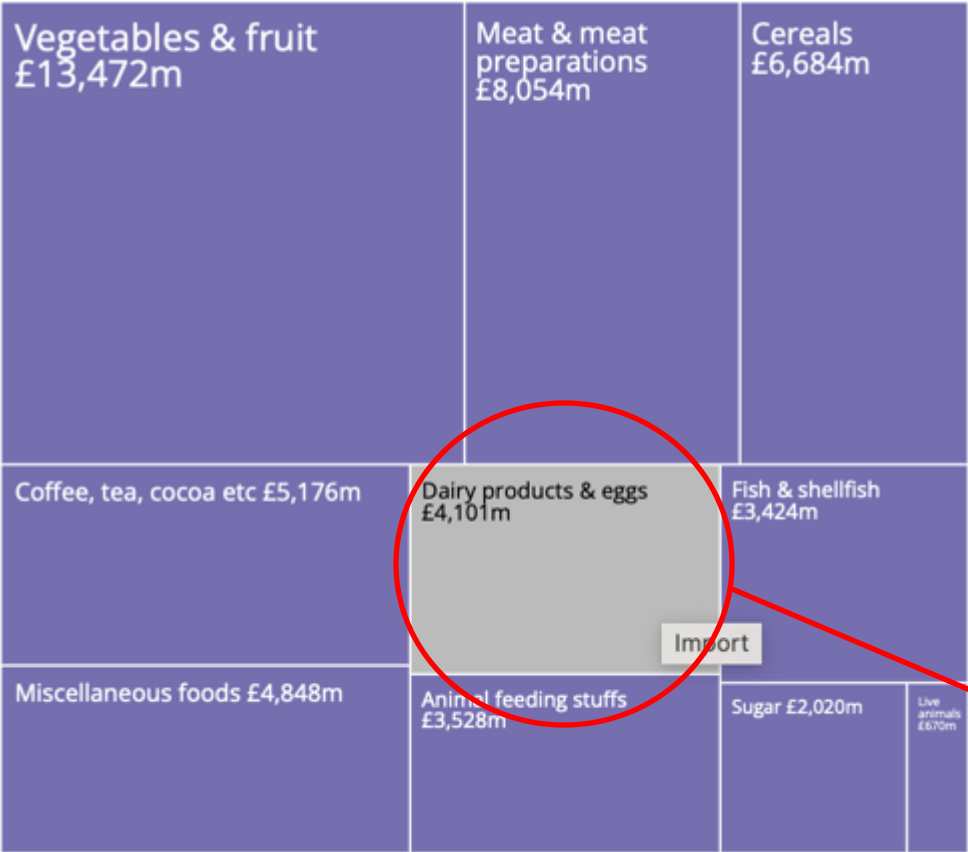 Vegetables & fruit
£13,472m
Meat & meat
preparations
£8,054m
Cereals
£6,684m
Coffee, tea, cocoa etc £5,176m
Dairy products & eggs
£4,101m
Fish & shellfish
£3,424m
Import
Miscellaneous foods £4,848m
Animal feeding stuffs
£3,528m
Sugar £2,020m
Live
animals
£670m